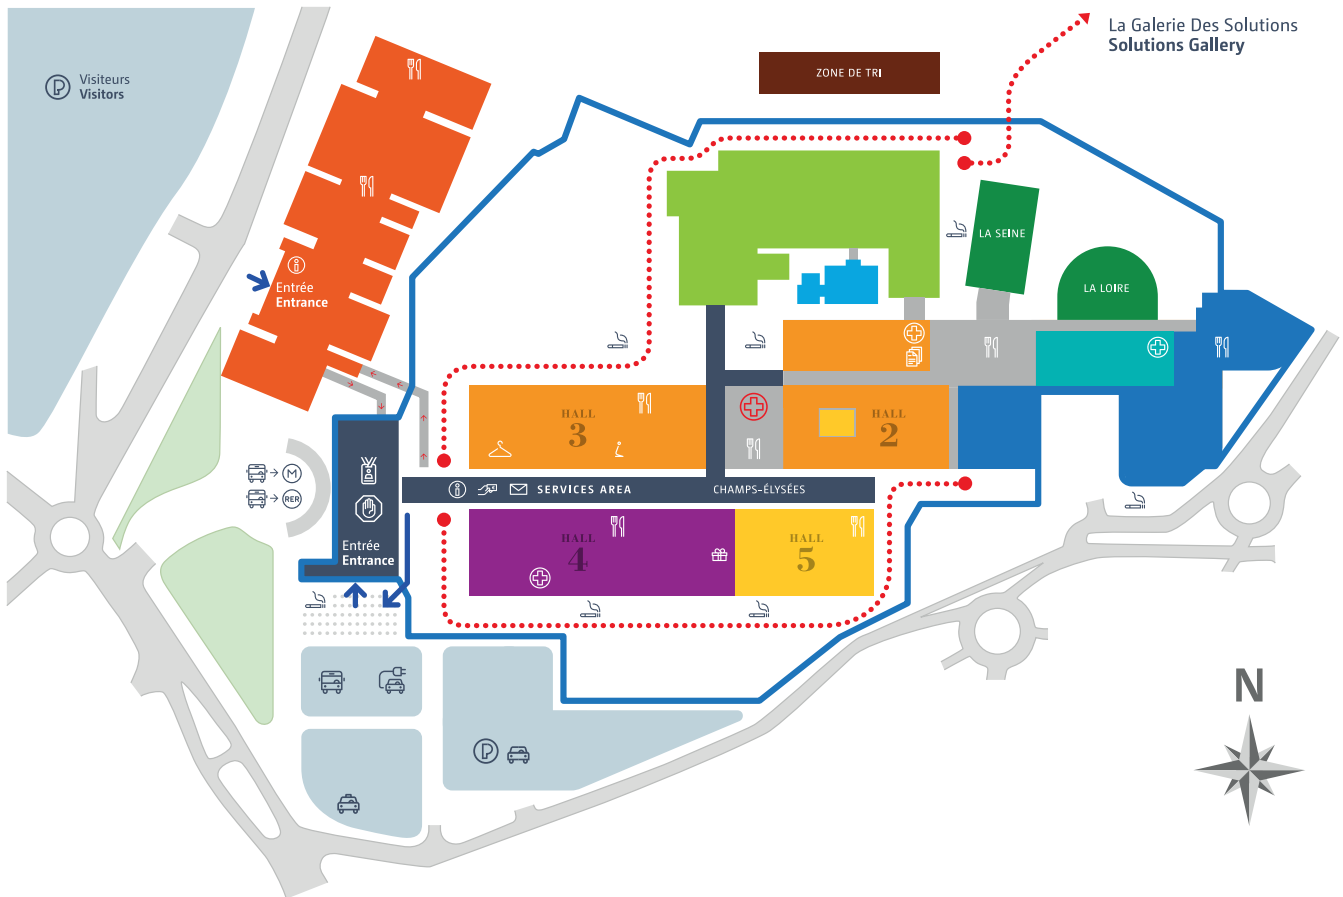 La Galerie Des Solutions
Solutions Gallery
ZONE DE TRI
P
Visiteurs
Visitors
LA SEINE
LA LOIRE
i
Entrée
Entrance
HALL
3
HALL
2
M
RER
i
SERVICES AREA
CHAMPS-ÉLYSÉES
Entrée
Entrance
HALL
4
HALL
5
N
P